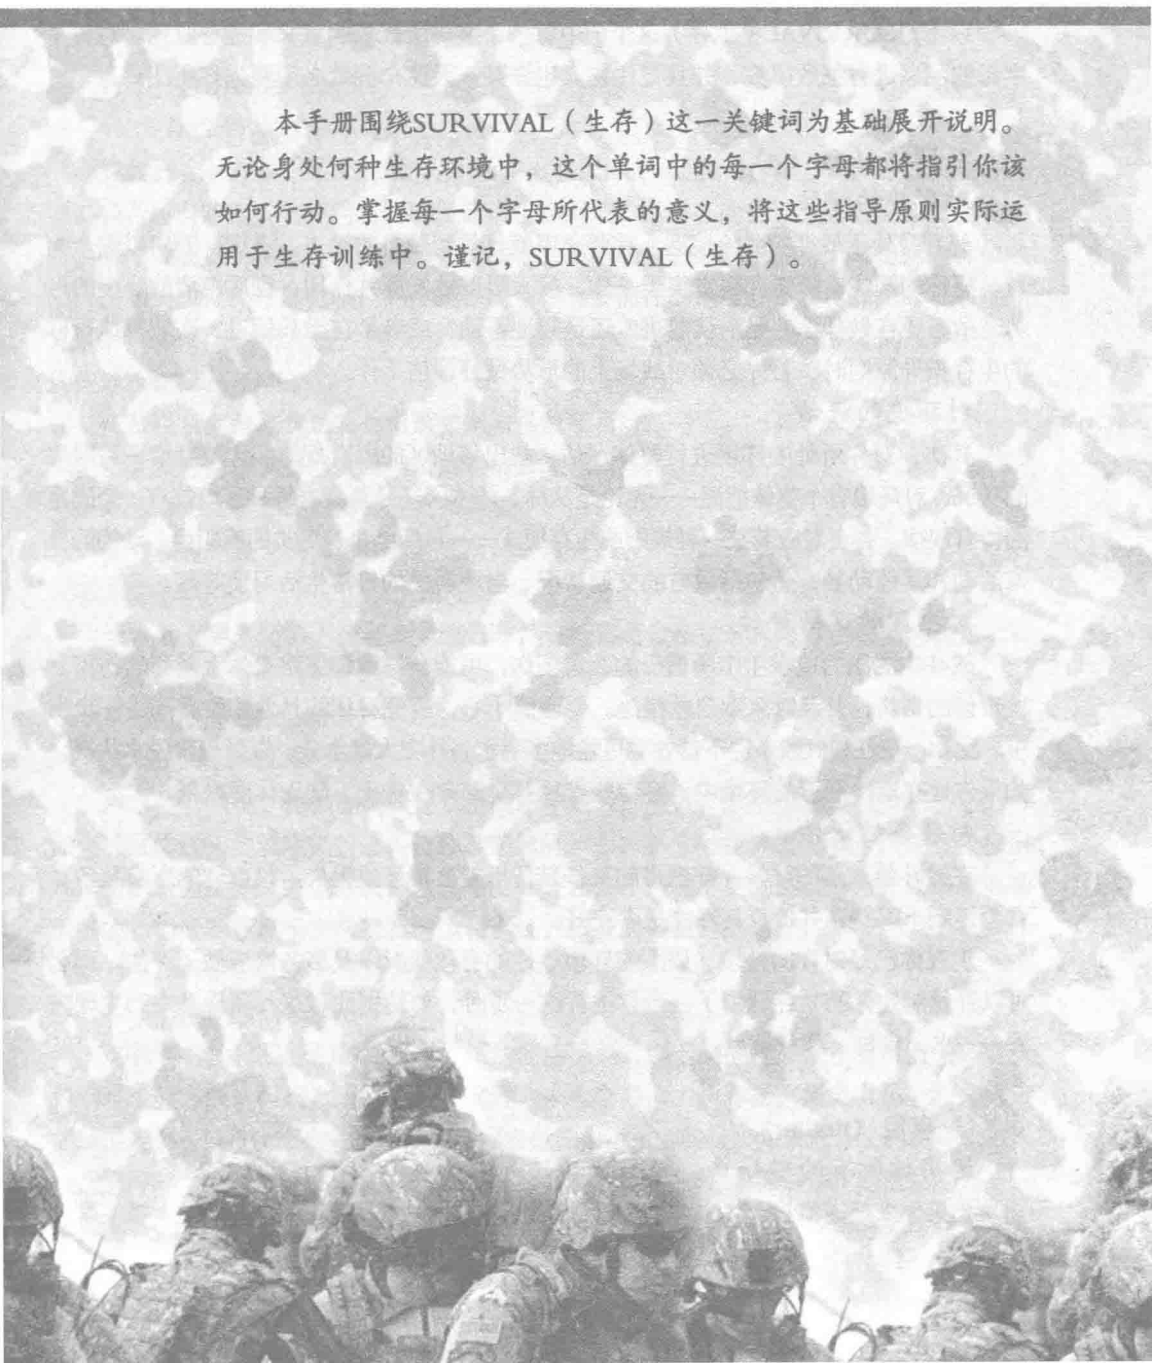 本手册围绕SURVIVAL（生存）这一关键词为基础展开说明。
无论身处何种生存环境中，这个单词中的每一个字母都将指引你该
如何行动。掌握每一个字母所代表的意义，将这些指导原则实际运
用于生存训练中。谨记，SURVIVAL（生存）。